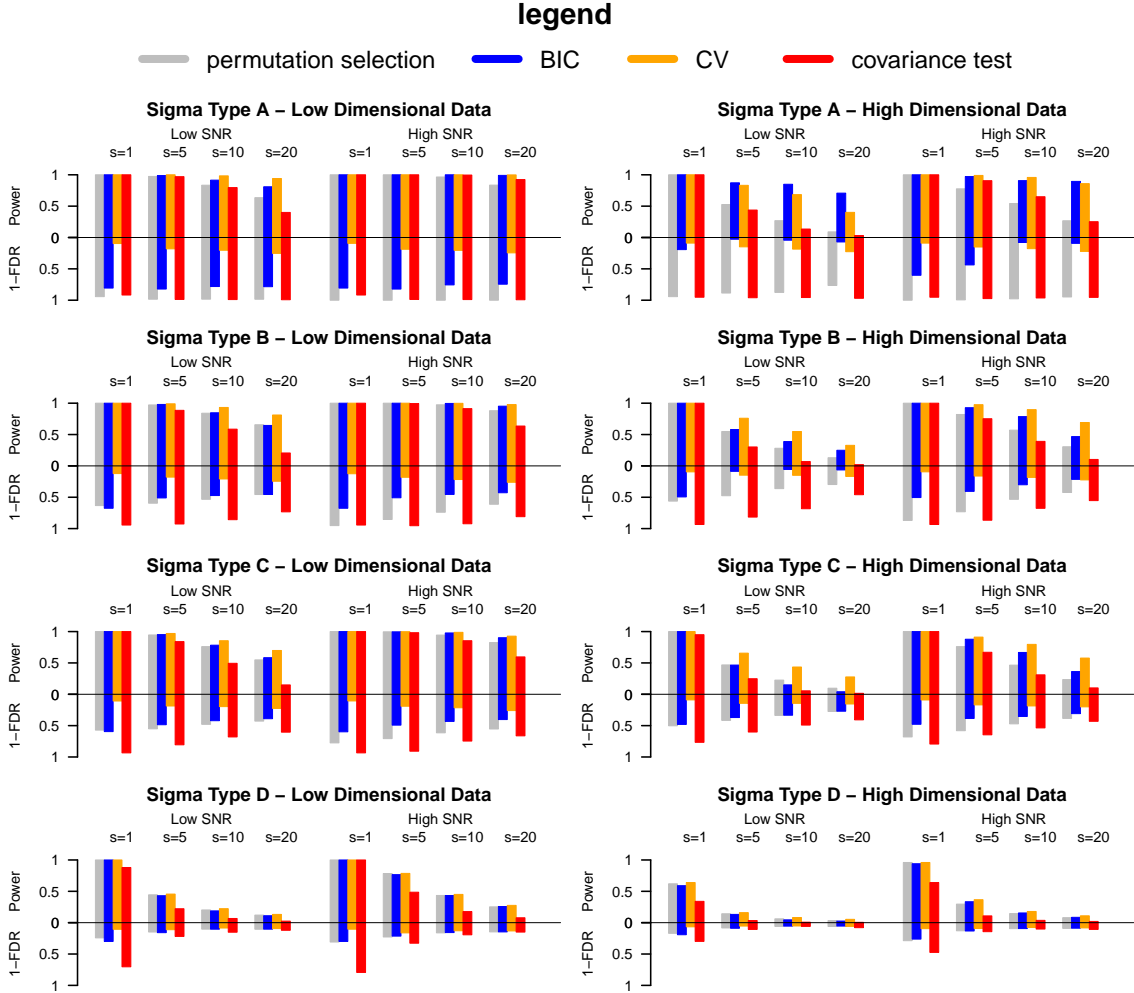 legend
permutation selection BIC CV covariance test
Sigma Type A − Low Dimensional Data
Low SNR High SNR
s=1 s=5 s=10 s=20 s=1 s=5 s=10 s=20
1−FDR Power
1
0.5
0
0.5
1
Sigma Type A − High Dimensional Data
Low SNR High SNR
s=1 s=5 s=10 s=20 s=1 s=5 s=10 s=20
1−FDR Power
1
0.5
0
0.5
1
Sigma Type B − Low Dimensional Data
Low SNR High SNR
s=1 s=5 s=10 s=20 s=1 s=5 s=10 s=20
1−FDR Power
1
0.5
0
0.5
1
Sigma Type B − High Dimensional Data
Low SNR High SNR
s=1 s=5 s=10 s=20 s=1 s=5 s=10 s=20
1−FDR Power
1
0.5
0
0.5
1
Sigma Type C − Low Dimensional Data
Low SNR High SNR
s=1 s=5 s=10 s=20 s=1 s=5 s=10 s=20
1−FDR Power
1
0.5
0
0.5
1
Sigma Type C − High Dimensional Data
Low SNR High SNR
s=1 s=5 s=10 s=20 s=1 s=5 s=10 s=20
1−FDR Power
1
0.5
0
0.5
1
Sigma Type D − Low Dimensional Data
Low SNR High SNR
s=1 s=5 s=10 s=20 s=1 s=5 s=10 s=20
1−FDR Power
1
0.5
0
0.5
1
Sigma Type D − High Dimensional Data
Low SNR High SNR
s=1 s=5 s=10 s=20 s=1 s=5 s=10 s=20
1−FDR Power
1
0.5
0
0.5
1